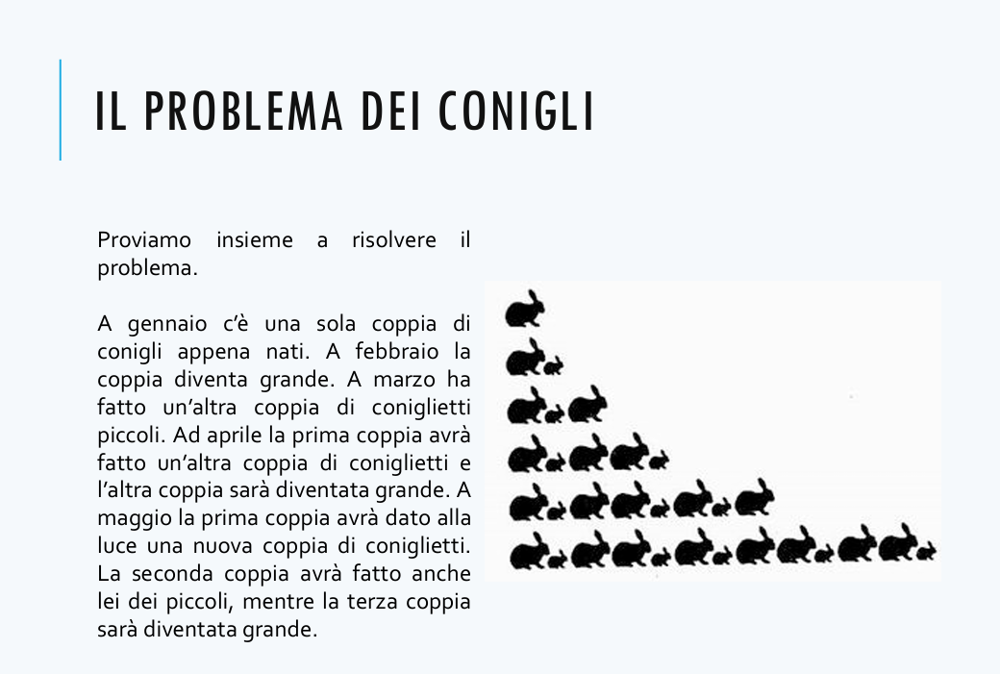 IL PROBLEMA DEI CONIGLI
Proviamo insieme a risolvere il
problema.
A gennaio c’è una sola coppia di
conigli appena nati. A febbraio la
coppia diventa grande. A marzo ha
fatto un’altra coppia di coniglietti
piccoli. Ad aprile la prima coppia avrà
fatto un’altra coppia di coniglietti e
l’altra coppia sarà diventata grande. A
maggio la prima coppia avrà dato alla
luce una nuova coppia di coniglietti.
La seconda coppia avrà fatto anche
lei dei piccoli, mentre la terza coppia
sarà diventata grande.